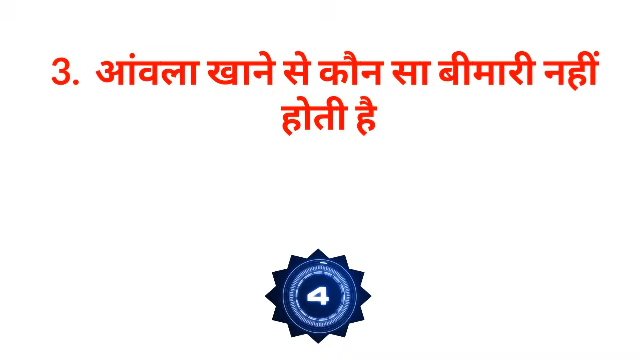 3. आंवला खाने से कौन सा बीमारी नहीं
होती है
4